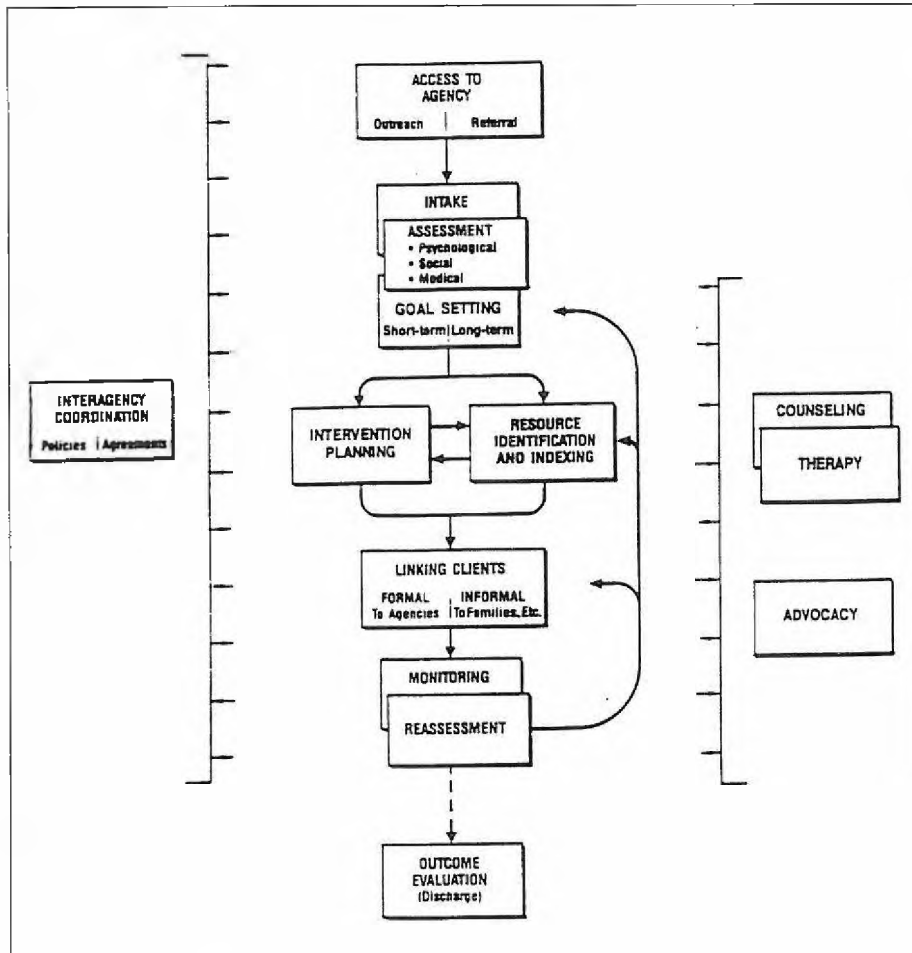 ACCESS TO
AGENCY
Outreach | Referral
INTAKE
ASSESSMENT
• Psychological
• Social
• Medical
GOAL SETTING
Short-term | Long-term
INTERAGENCY
COORDINATION
Policies | Agreements
INTERVENTION
PLANNING
RESOURCE
IDENTIFICATION
AND INDEXING
COUNSELING
THERAPY
LINKING CLIENTS
FORMAL
To Agencies
INFORMAL
To Families, Etc.
ADVOCACY
MONITORING
REASSESSMENT
OUTCOME
EVALUATION
(Discharge)